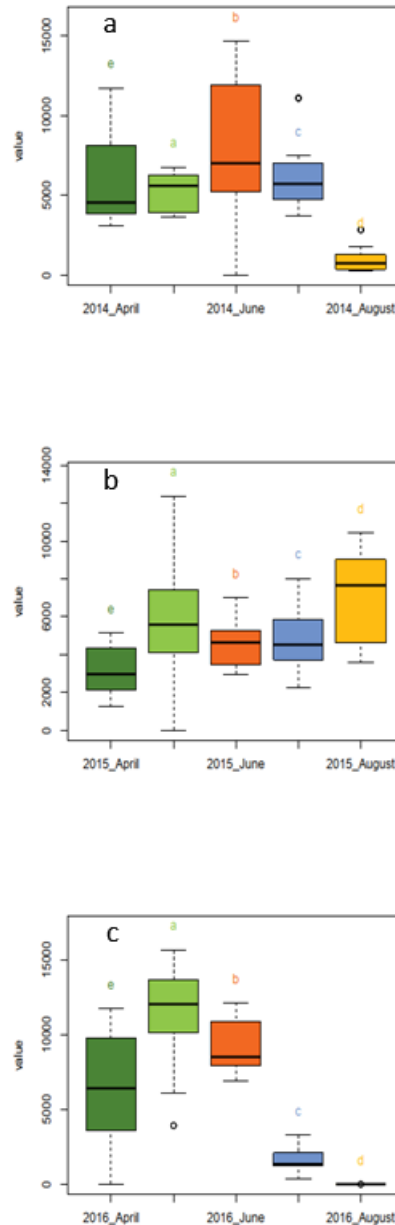 a
b
e
a
c
d
value
0
5000
10000
15000
2014_April
2014_June
2014_August
b
a
d
c
b
e
value
0
2000
6000
10000
14000
2015_April
2015_June
2015_August
c
a
b
e
c
d
value
0
5000
10000
15000
2016_April
2016_June
2016_August